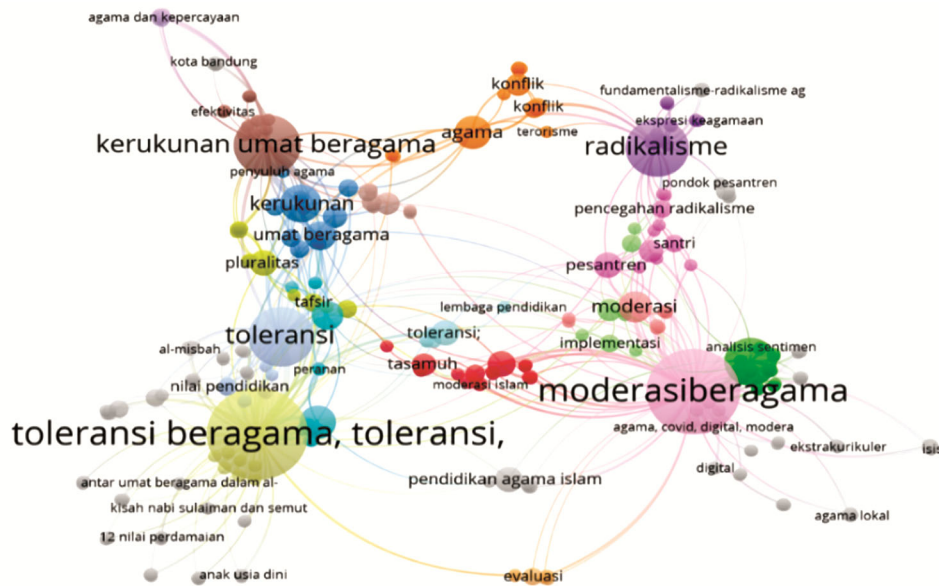 agama dan kepercayaan
kota bandung
konflik
fundamentalisme-radikalisme ag
efektivitas
konflik
ekspresi keagamaan
agama
terorisme
kerukunan umat beragama
radikalisme
penyuluh agama
pondok pesantren
kerukunan
pencegahan radikalisme
umat beragama
santri
pluralitas
pesantren
tafsir
lembaga pendidikan
moderasi
toleransi
toleransi;
implementasi
analisis sentimen
al-misbah
peranan
tasamuh
nilai pendidikan
moderasi islam
moderasiberagama
agama, covid, digital, modera
toleransi beragama, toleransi,
ekstrakurikuler
isis
digital
pendidikan agama islam
antar umat beragama dalam al-
kisah nabi sulaiman dan semut
agama lokal
12 nilai perdamaian
anak usia dini
evaluasi